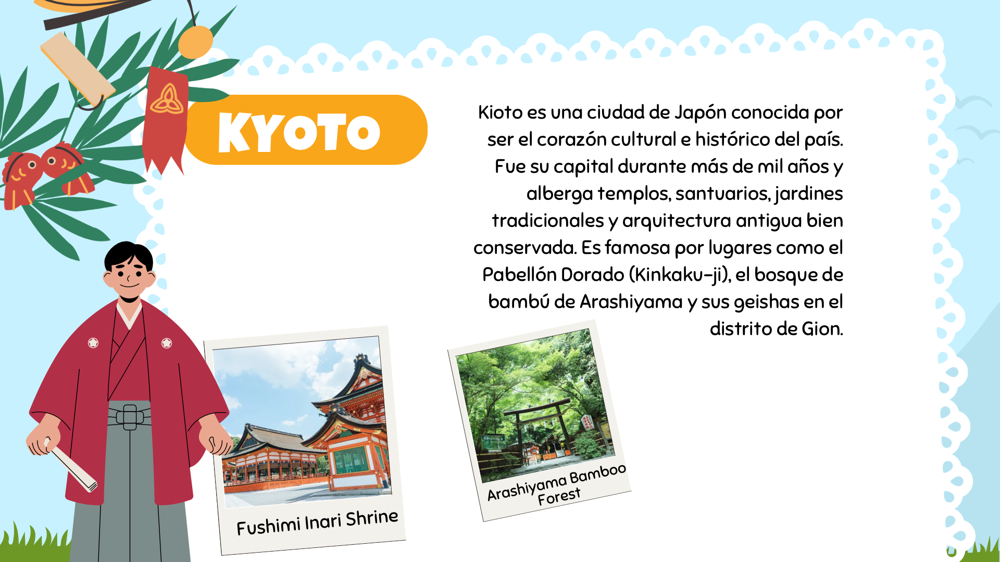 KYOTO
Kioto es una ciudad de Japón conocida por
ser el corazón cultural e histórico del país.
Fue su capital durante más de mil años y
alberga templos, santuarios, jardines
tradicionales y arquitectura antigua bien
conservada. Es famosa por lugares como el
Pabellón Dorado (Kinkaku-ji), el bosque de
bambú de Arashiyama y sus geishas en el
distrito de Gion.
Fushimi Inari Shrine
Arashiyama Bamboo
Forest